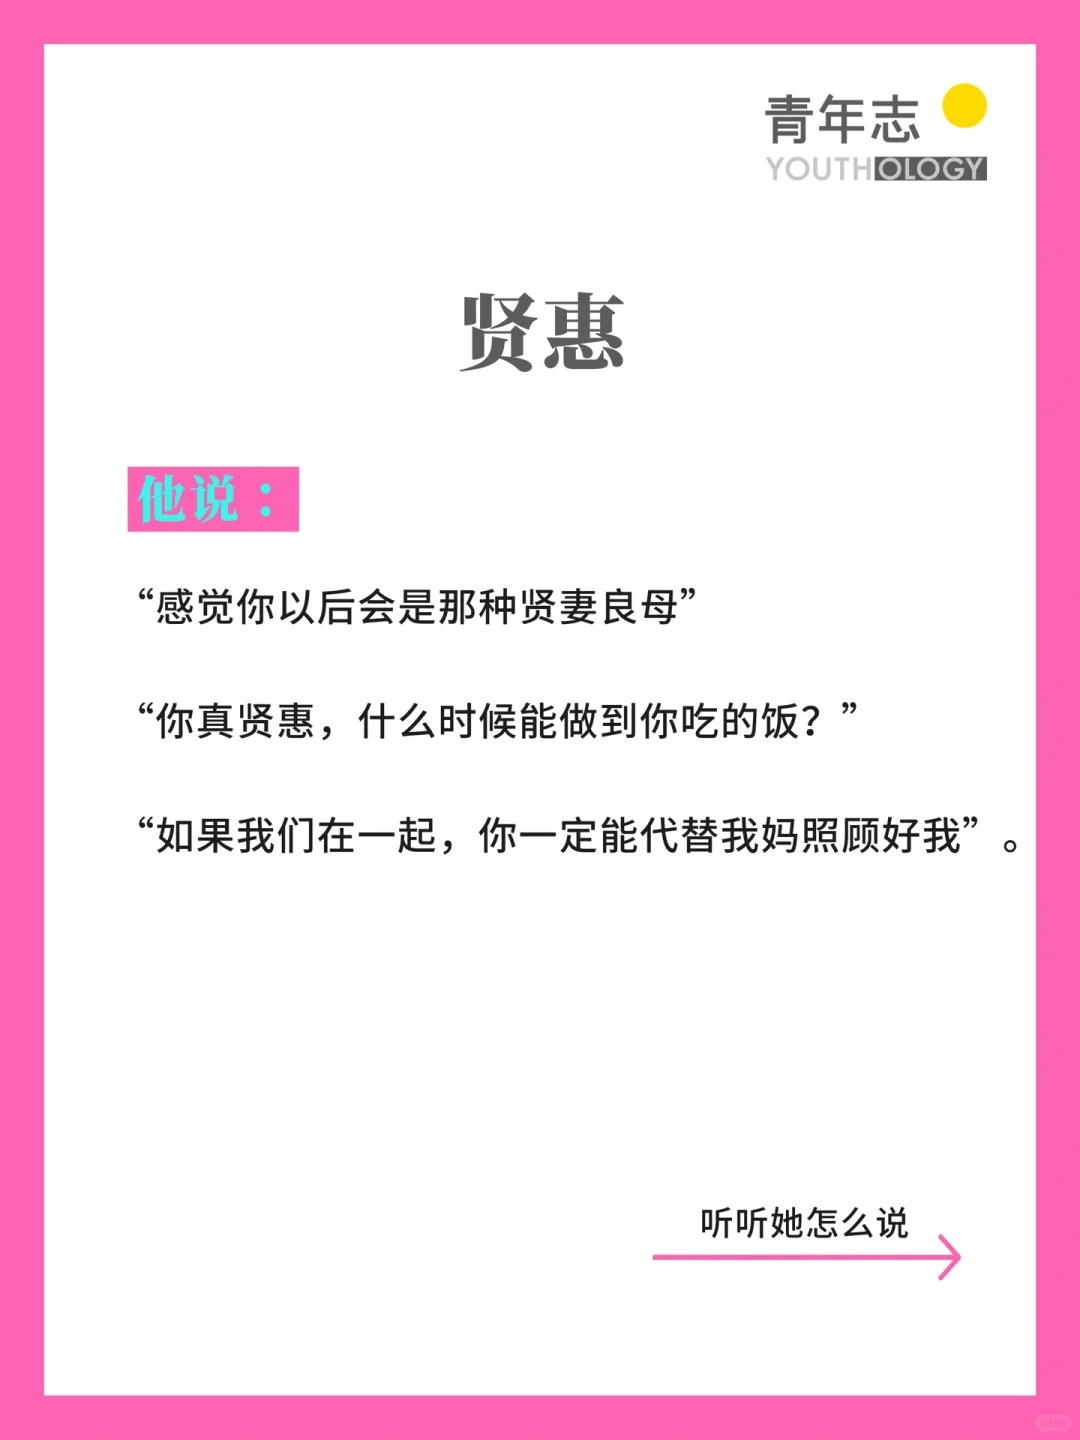 青年志
YOUTHOLOGY
贤惠
他说：
“感觉你以后会是那种贤妻良母”
“你真贤惠，什么时候能做到你吃的饭？”
“如果我们在一起，你一定能代替我妈照顾好我”。
听听她怎么说